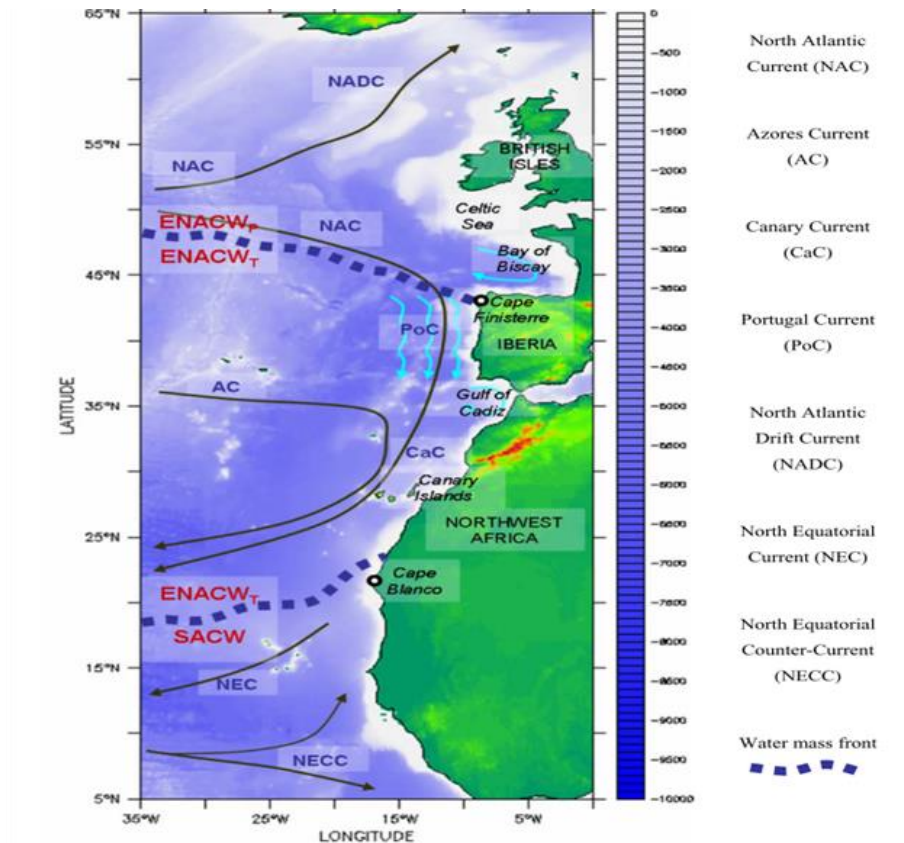 65°N
55°N
45°N
35°N
25°N
15°N
5°N
LATITUDE
35°W
25°W
15°W
5°W
LONGITUDE
NADC
NAC
BRITISH
ISLES
Celtic
Sea
ENACWP
NAC
ENACWT
Bay of
Biscay
Cape
Finisterre
PoC
IBERIA
AC
Gulf of
Cadiz
CaC
Canary
Islands
NORTHWEST
AFRICA
ENACWT
Cape
Blanco
SACW
NEC
NECC
0
-500
-1000
-1500
-2000
-2500
-3000
-3500
-4000
-4500
-5000
-5500
-6000
-6500
-7000
-7500
-8000
-8500
-9000
-9500
-10000
North Atlantic
Current (NAC)
Azores Current
(AC)
Canary Current
(CaC)
Portugal Current
(PoC)
North Atlantic
Drift Current
(NADC)
North Equatorial
Current (NEC)
North Equatorial
Counter-Current
(NECC)
Water mass front